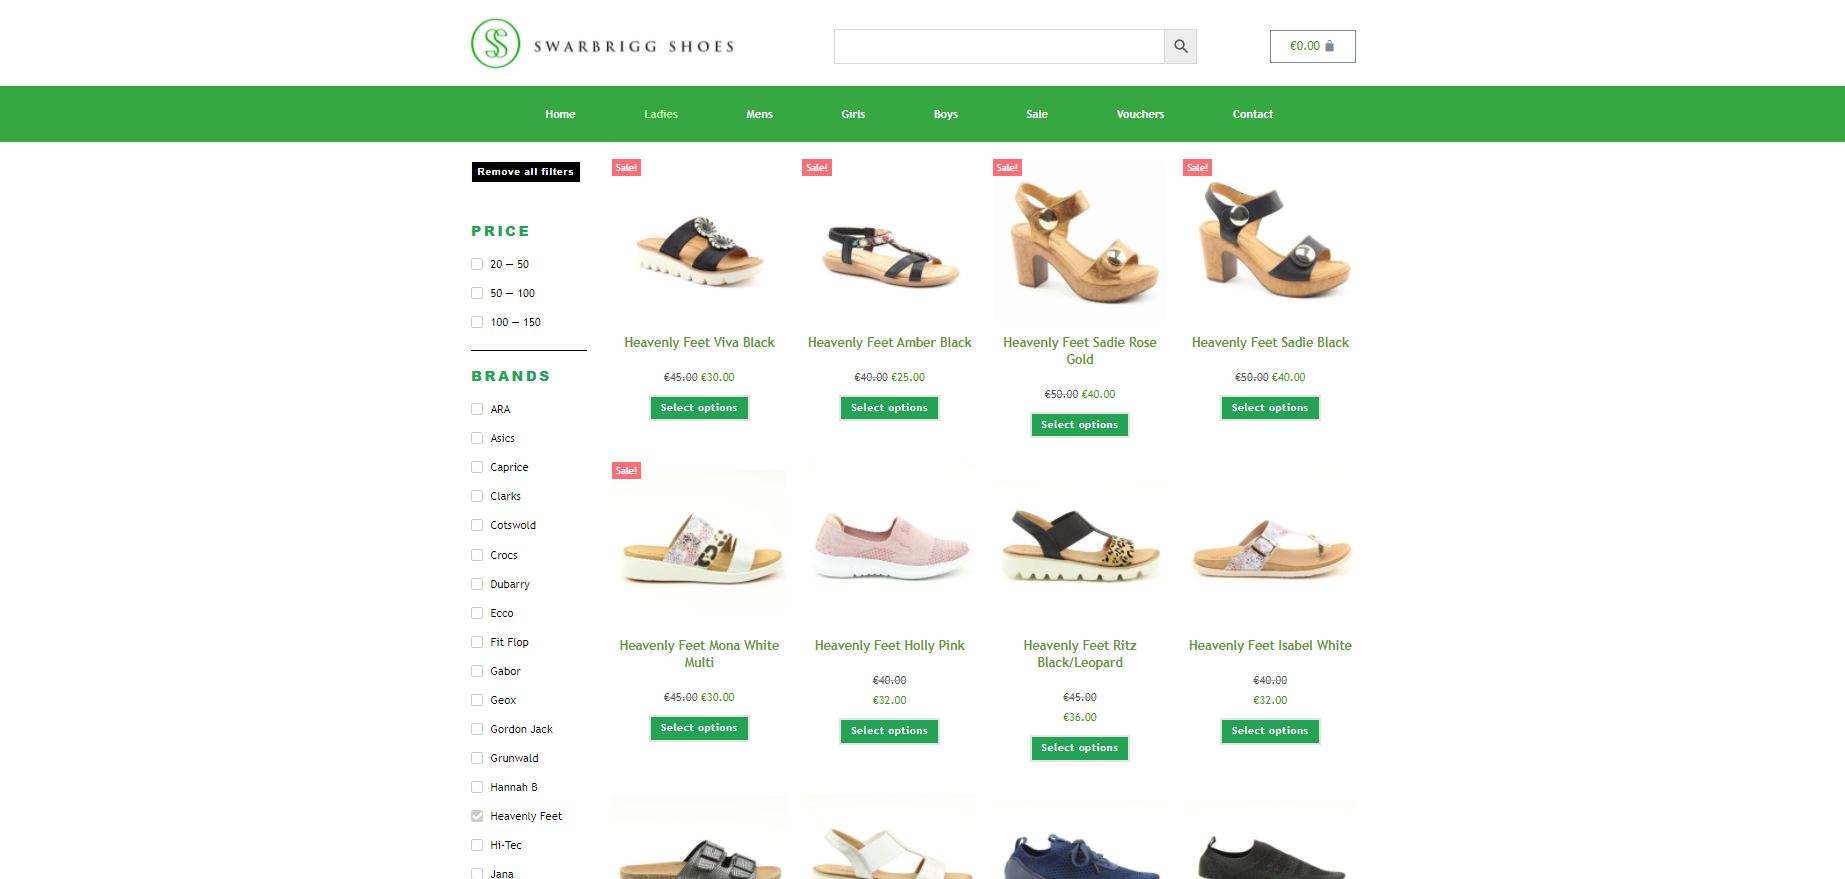 SWARBRIGG SHOES
€0.00
Home Ladies Mens Girls Boys Sale Vouchers Contact
Remove all filters
PRICE
20 — 50
50 — 100
100 — 150
BRANDS
ARA
Asics
Caprice
Clarks
Cotswold
Crocs
Dubarry
Ecco
Fit Flop
Gabor
Geox
Gordon Jack
Grunwald
Hannah B
Heavenly Feet
Hi-Tec
Jana
Sale!
Heavenly Feet Viva Black
€45.00 €30.00
Select options
Sale!
Heavenly Feet Amber Black
€40.00 €25.00
Select options
Sale!
Heavenly Feet Sadie Rose
Gold
€50.00 €40.00
Select options
Sale!
Heavenly Feet Sadie Black
€50.00 €40.00
Select options
Sale!
Heavenly Feet Mona White
Multi
€45.00 €30.00
Select options
Heavenly Feet Holly Pink
€40.00
€32.00
Select options
Heavenly Feet Ritz
Black/Leopard
€45.00
€36.00
Select options
Heavenly Feet Isabel White
€40.00
€32.00
Select options